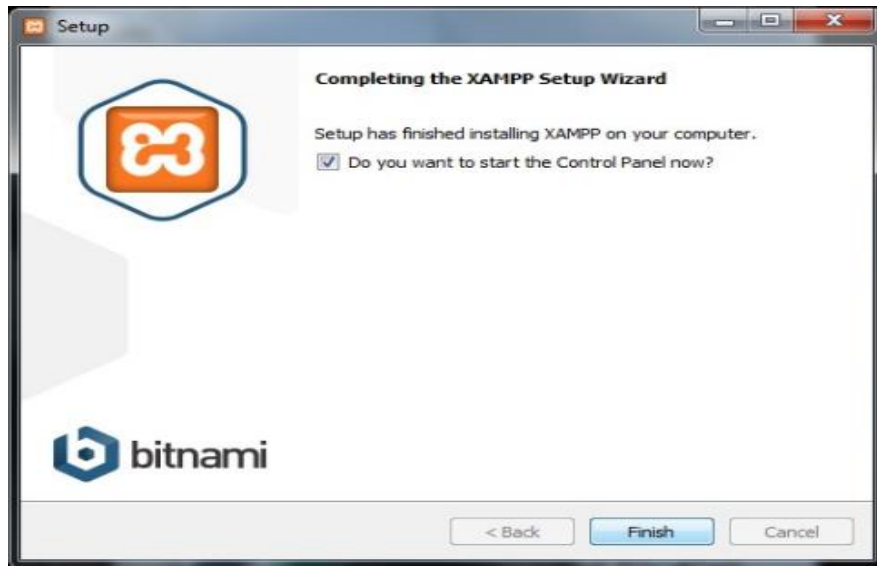 Setup
Completing the XAMPP Setup Wizard
Setup has finished installing XAMPP on your computer.
Do you want to start the Control Panel now?
bitnami
< Back
Finish
Cancel